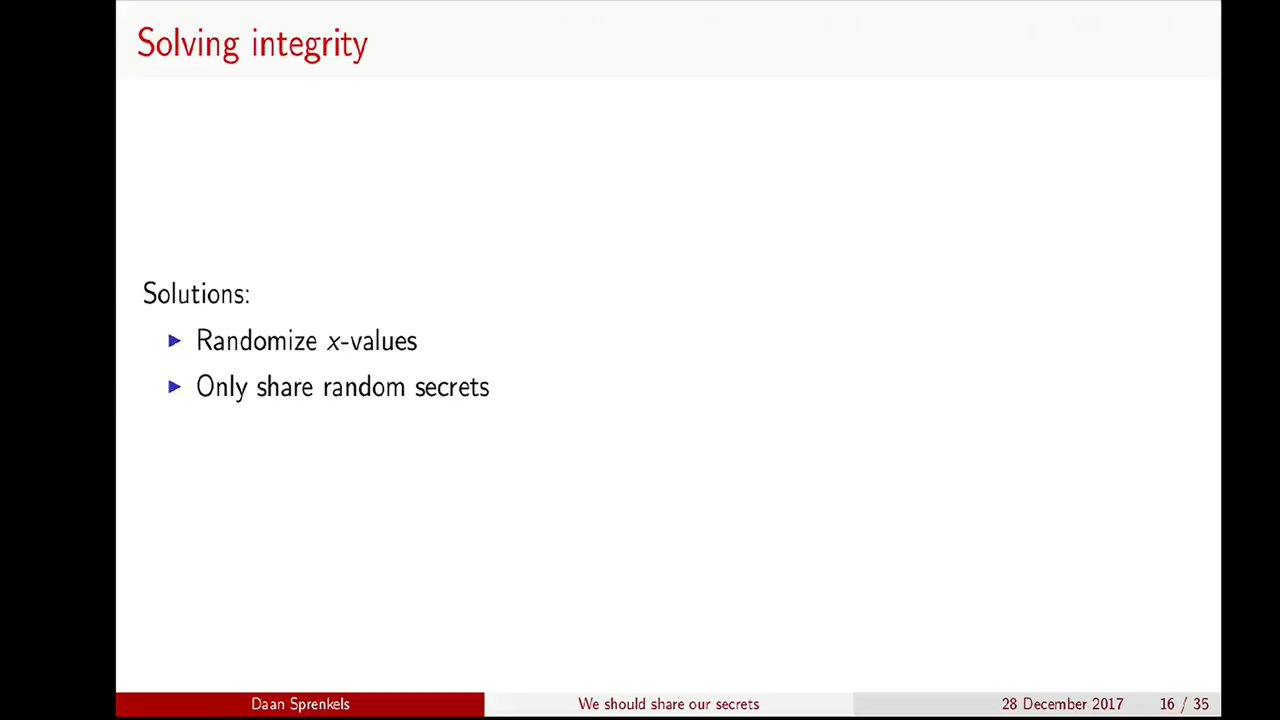 Solving integrity
Solutions:
Randomize x-values
Only share random secrets
Daan Sprenkels
We should share our secrets
28 December 2017
16 / 35